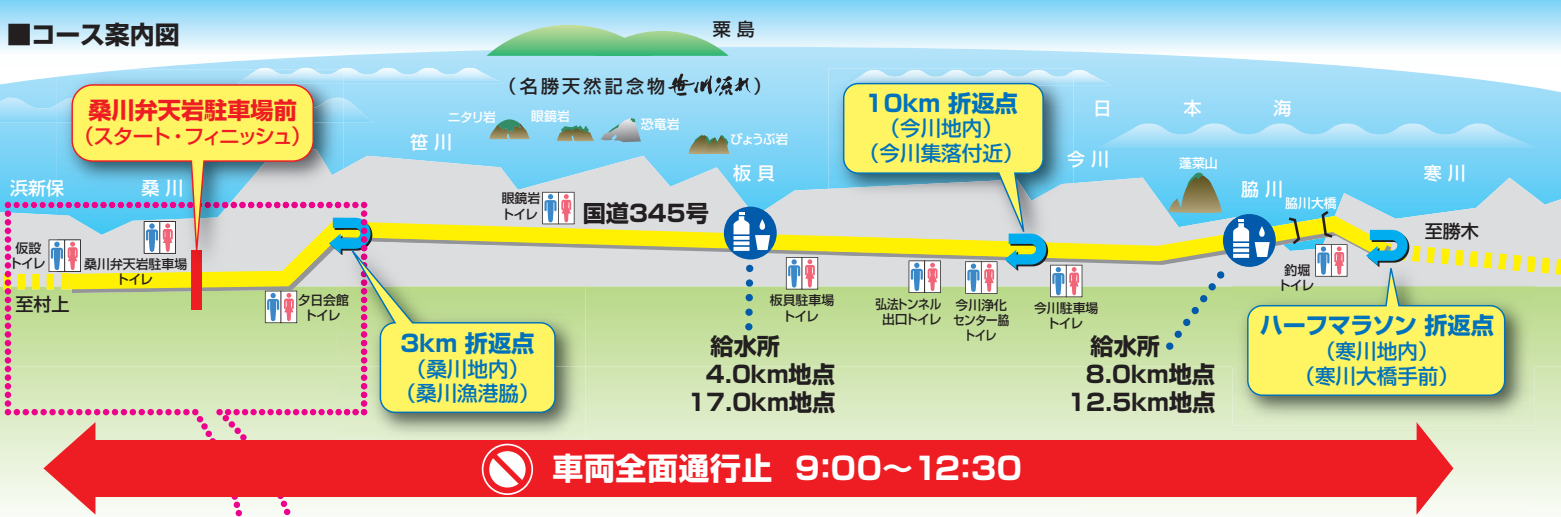 ■コース案内図
粟島
(名勝天然記念物笹川流れ)
桑川弁天岩駐車場前
(スタート・フィニッシュ)
10km 折返点
(今川地内)
(今川集落付近)
日本海
ニタリ岩
眼鏡岩
恐竜岩
びょうぶ岩
浜新保
桑川
笹川
板貝
今川
蓬莱山
脇川
脇川大橋
寒川
眼鏡岩
トイレ
国道345号
至勝木
仮設
トイレ
桑川弁天岩駐車場
トイレ
至村上
夕日会館
トイレ
板貝駐車場
トイレ
弘法トンネル
出口トイレ
今川浄化
センター脇
トイレ
今川駐車場
トイレ
釣堀
トイレ
3km 折返点
(桑川地内)
(桑川漁港脇)
給水所
4.0km地点
17.0km地点
給水所
8.0km地点
12.5km地点
ハーフマラソン 折返点
(寒川地内)
(寒川大橋手前)
車両全面通行止 9:00〜12:30